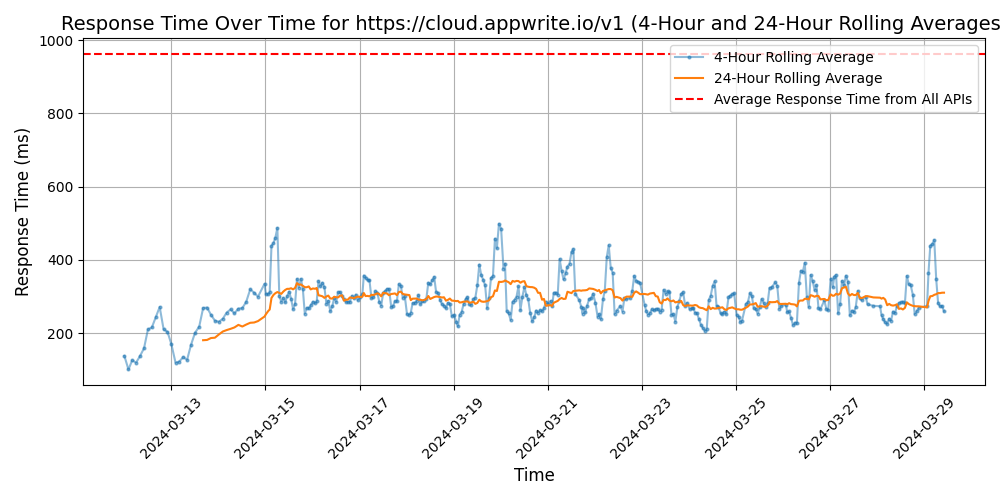 Response Time Over Time for https://cloud.appwrite.io/v1 (4-Hour and 24-Hour Rolling Averages
4-Hour Rolling Average
24-Hour Rolling Average
Average Response Time from All APIs
Response Time (ms)
1000
800
600
400
200
2024-03-13
2024-03-15
2024-03-17
2024-03-19
2024-03-21
2024-03-23
2024-03-25
2024-03-27
2024-03-29
Time